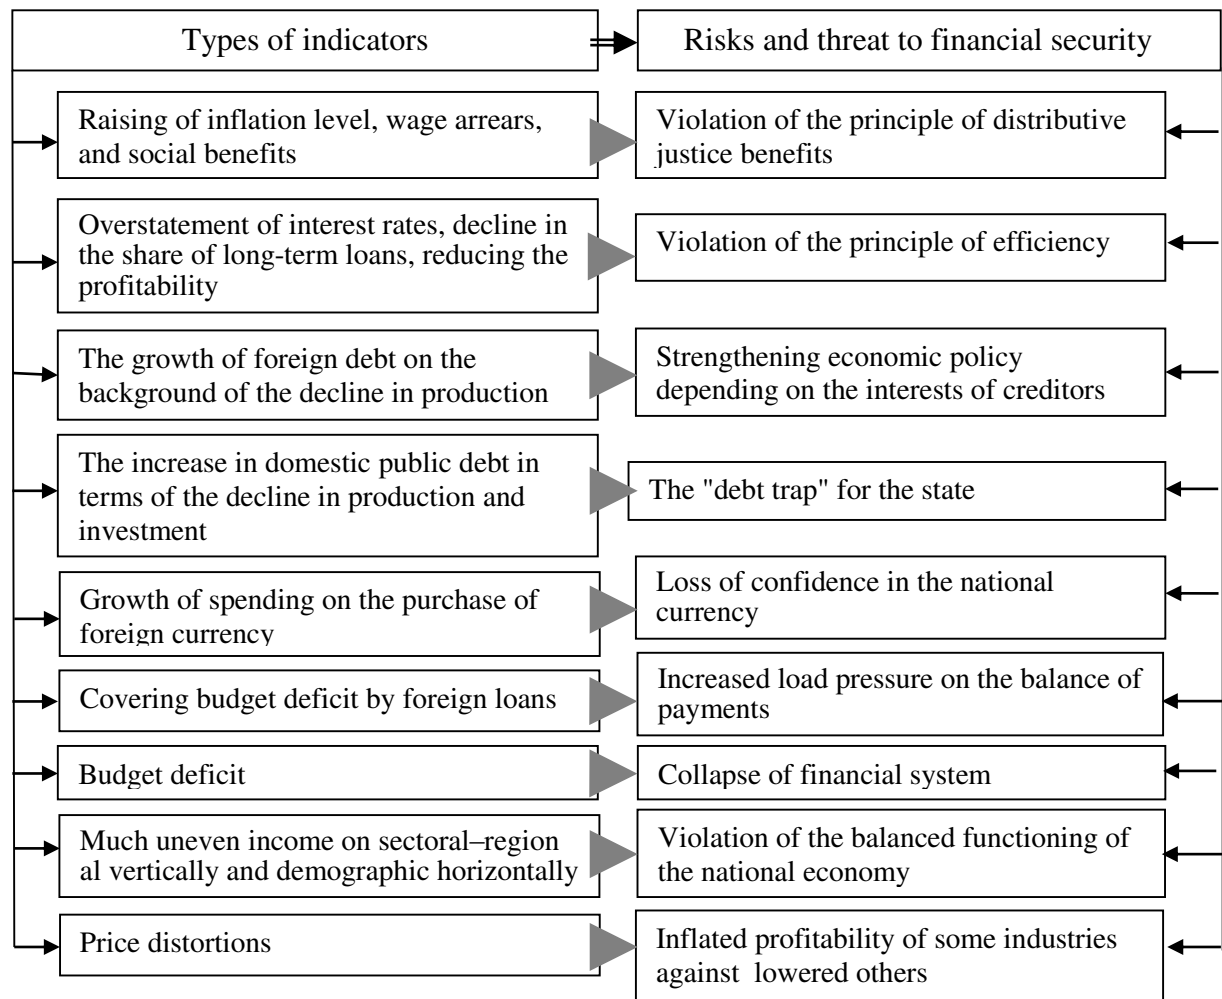 Types of indicators
Risks and threat to financial security
Raising of inflation level, wage arrears,
and social benefits
Violation of the principle of distributive
justice benefits
Overstatement of interest rates, decline in
the share of long-term loans, reducing the
profitability
Violation of the principle of efficiency
The growth of foreign debt on the
background of the decline in production
Strengthening economic policy
depending on the interests of creditors
The increase in domestic public debt in
terms of the decline in production and
investment
The "debt trap" for the state
Growth of spending on the purchase of
foreign currency
Loss of confidence in the national
currency
Covering budget deficit by foreign loans
Increased load pressure on the balance of
payments
Budget deficit
Collapse of financial system
Much uneven income on sectoral–region
al vertically and demographic horizontally
Violation of the balanced functioning of
the national economy
Price distortions
Inflated profitability of some industries
against lowered others